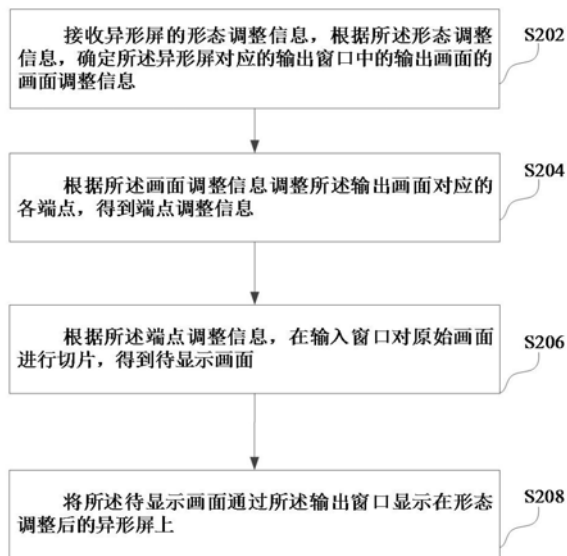 接收异形屏的形态调整信息，根据所述形态调整
信息，确定所述异形屏对应的输出窗口中的输出画面的
画面调整信息
S202
根据所述画面调整信息调整所述输出画面对应的
各端点，得到端点调整信息
S204
根据所述端点调整信息，在输入窗口对原始画面
进行切片，得到待显示画面
S206
将所述待显示画面通过所述输出窗口显示在形态
调整后的异形屏上
S208